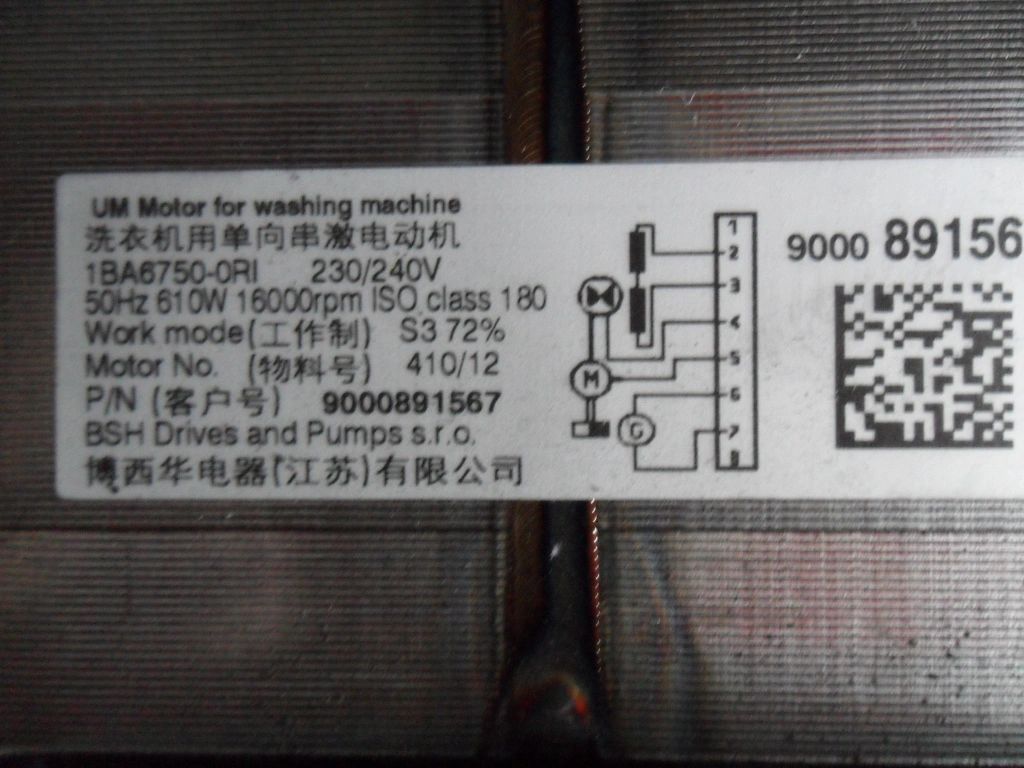 UM Motor for washing machine
洗衣机用单向串激电动机
1BA6750-0RI 230/240V
50Hz 610W 16000rpm ISO class 180
Work mode(工作制) S3 72%
Motor No. (物料号) 410/12
P/N (客户号) 9000891567
BSH Drives and Pumps s.r.o.
博西华电器(江苏)有限公司
1
2
3
4
5
6
7
8
M
G
9000 89156